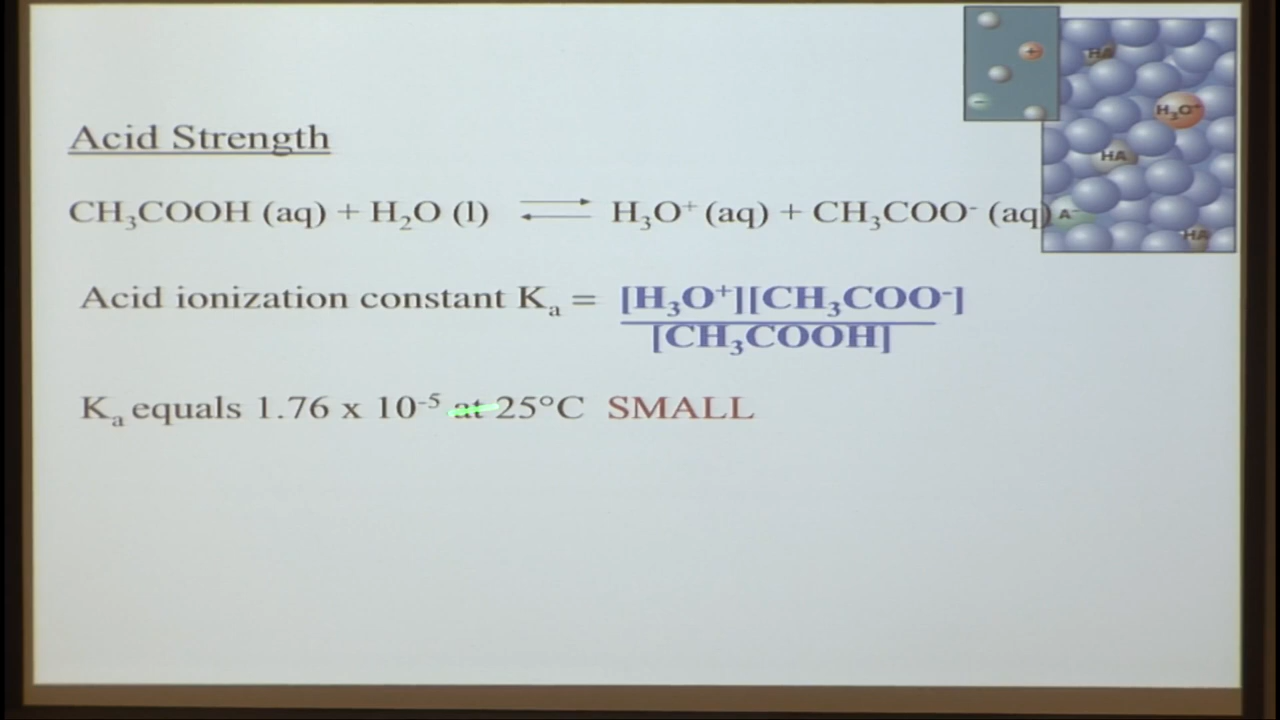 Acid Strength
CH₃COOH (aq) + H₂O (l) ⇌ H₃O⁺ (aq) + CH₃COO⁻ (aq)
Acid ionization constant Kₐ = [H₃O⁺][CH₃COO⁻]
[CH₃COOH]
Kₐ equals 1.76 x 10⁻⁵ at 25°C SMALL
+
−
HA
H₃O⁺
HA
A⁻
HA